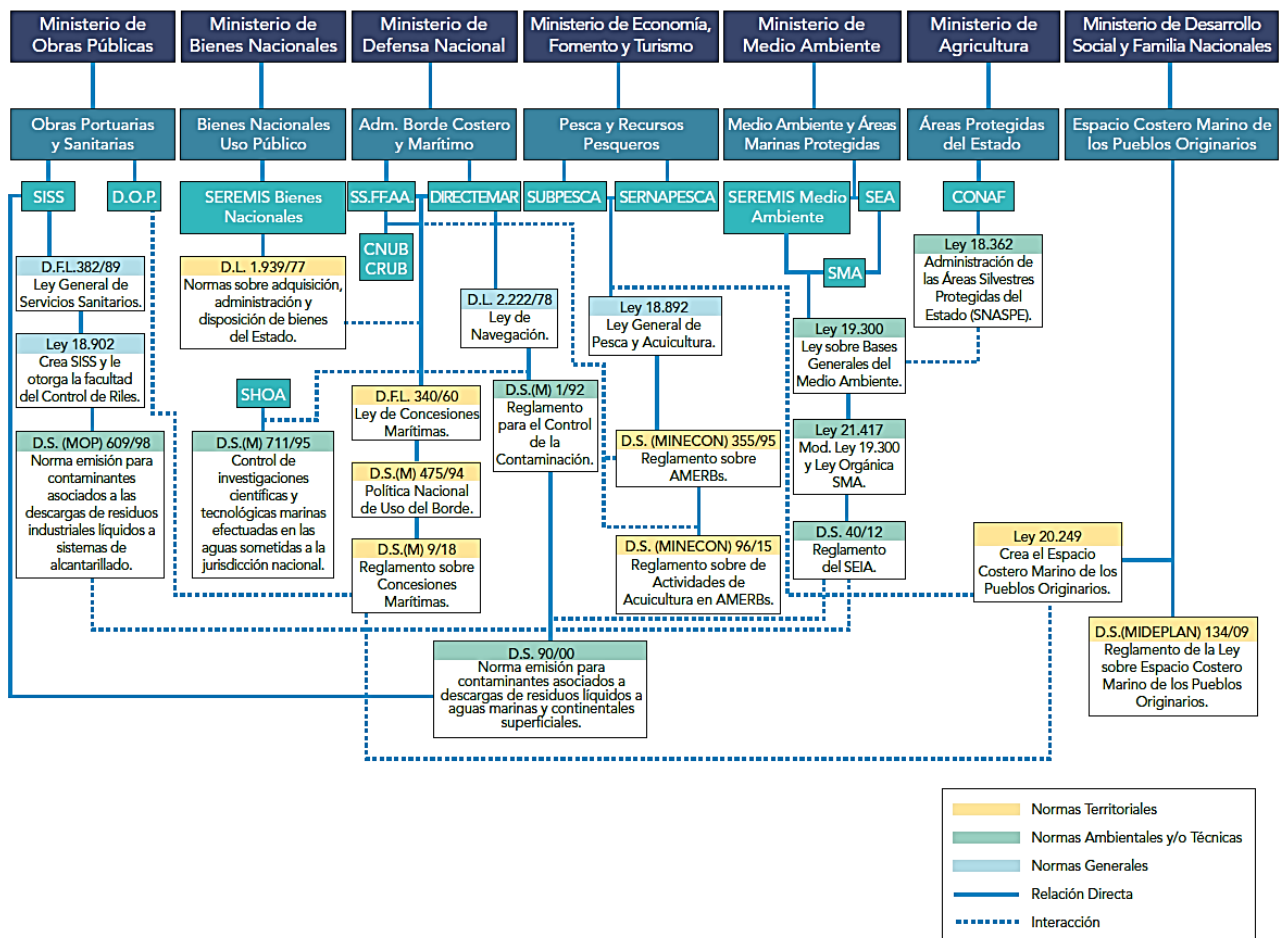 Ministerio de
Obras Públicas
Ministerio de
Bienes Nacionales
Ministerio de
Defensa Nacional
Ministerio de Economía,
Fomento y Turismo
Ministerio de
Medio Ambiente
Ministerio de
Agricultura
Ministerio de Desarrollo
Social y Familia Nacionales
Obras Portuarias
y Sanitarias
Bienes Nacionales
Uso Público
Adm. Borde Costero
y Marítimo
Pesca y Recursos
Pesqueros
Medio Ambiente y Áreas
Marinas Protegidas
Áreas Protegidas
del Estado
Espacio Costero Marino de
los Pueblos Originarios
SISS
D.O.P.
SEREMIS Bienes
Nacionales
SS.FF.AA.
DIRECTEMAR
SUBPESCA
SERNAPESCA
SEREMIS Medio
Ambiente
SEA
CONAF
CNUB
CRUB
SMA
SHOA
D.F.L.382/89
Ley General de
Servicios Sanitarios.
Ley 18.902
Crea SISS y le
otorga la facultad
del Control de Riles.
D.S. (MOP) 609/98
Norma emisión para
contaminantes
asociados a las
descargas de residuos
industriales líquidos a
sistemas de
alcantarillado.
D.L. 1.939/77
Normas sobre adquisición,
administración y
disposición de bienes
del Estado.
D.S.(M) 711/95
Control de
investigaciones
científicas y
tecnológicas marinas
efectuadas en las
aguas sometidas a la
jurisdicción nacional.
D.F.L. 340/60
Ley de Concesiones
Marítimas.
D.S.(M) 475/94
Política Nacional
de Uso del Borde.
D.S.(M) 9/18
Reglamento sobre
Concesiones
Marítimas.
D.L. 2.222/78
Ley de
Navegación.
D.S.(M) 1/92
Reglamento
para el Control
de la
Contaminación.
D.S. 90/00
Norma emisión para
contaminantes asociados a
descargas de residuos líquidos a
aguas marinas y continentales
superficiales.
Ley 18.892
Ley General de
Pesca y Acuicultura.
D.S. (MINECON) 355/95
Reglamento sobre
AMERBs.
D.S. (MINECON) 96/15
Reglamento sobre de
Actividades de
Acuicultura en AMERBs.
Ley 19.300
Ley sobre Bases
Generales del
Medio Ambiente.
Ley 21.417
Mod. Ley 19.300
y Ley Orgánica
SMA.
D.S. 40/12
Reglamento
del SEIA.
Ley 18.362
Administración de
las Áreas Silvestres
Protegidas del
Estado (SNASPE).
Ley 20.249
Crea el Espacio
Costero Marino de los
Pueblos Originarios.
D.S.(MIDEPLAN) 134/09
Reglamento de la Ley
sobre Espacio Costero
Marino de los Pueblos
Originarios.
Normas Territoriales
Normas Ambientales y/o Técnicas
Normas Generales
Relación Directa
Interacción